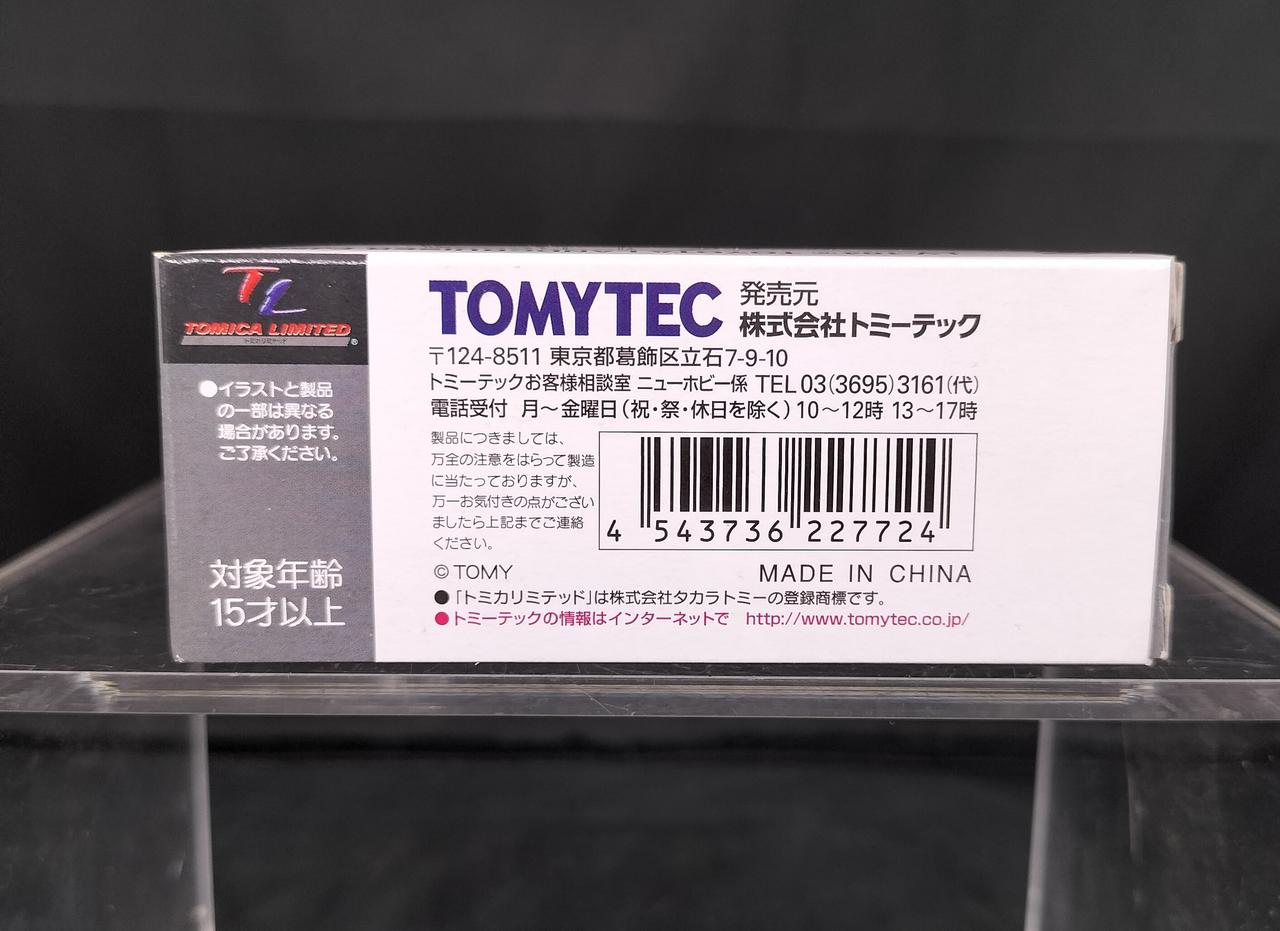 TL
TOMICA LIMITED
トミカリミテッド
®
●イラストと製品
の一部は異なる
場合があります。
ご了承ください。
対象年齢
15才以上
TOMYTEC
発売元
株式会社トミーテック
〒124-8511 東京都葛飾区立石7-9-10
トミーテックお客様相談室 ニューホビー係 TEL 03(3695)3161(代)
電話受付 月～金曜日(祝・祭・休日を除く) 10～12時 13～17時
製品につきましては、
万全の注意をはらって製造
に当たっておりますが、
万一お気付きの点がござい
ましたら上記までご連絡
ください。
4 543736 227724
© TOMY
MADE IN CHINA
●「トミカリミテッド」は株式会社タカラトミーの登録商標です。
●トミーテックの情報はインターネットで http://www.tomytec.co.jp/